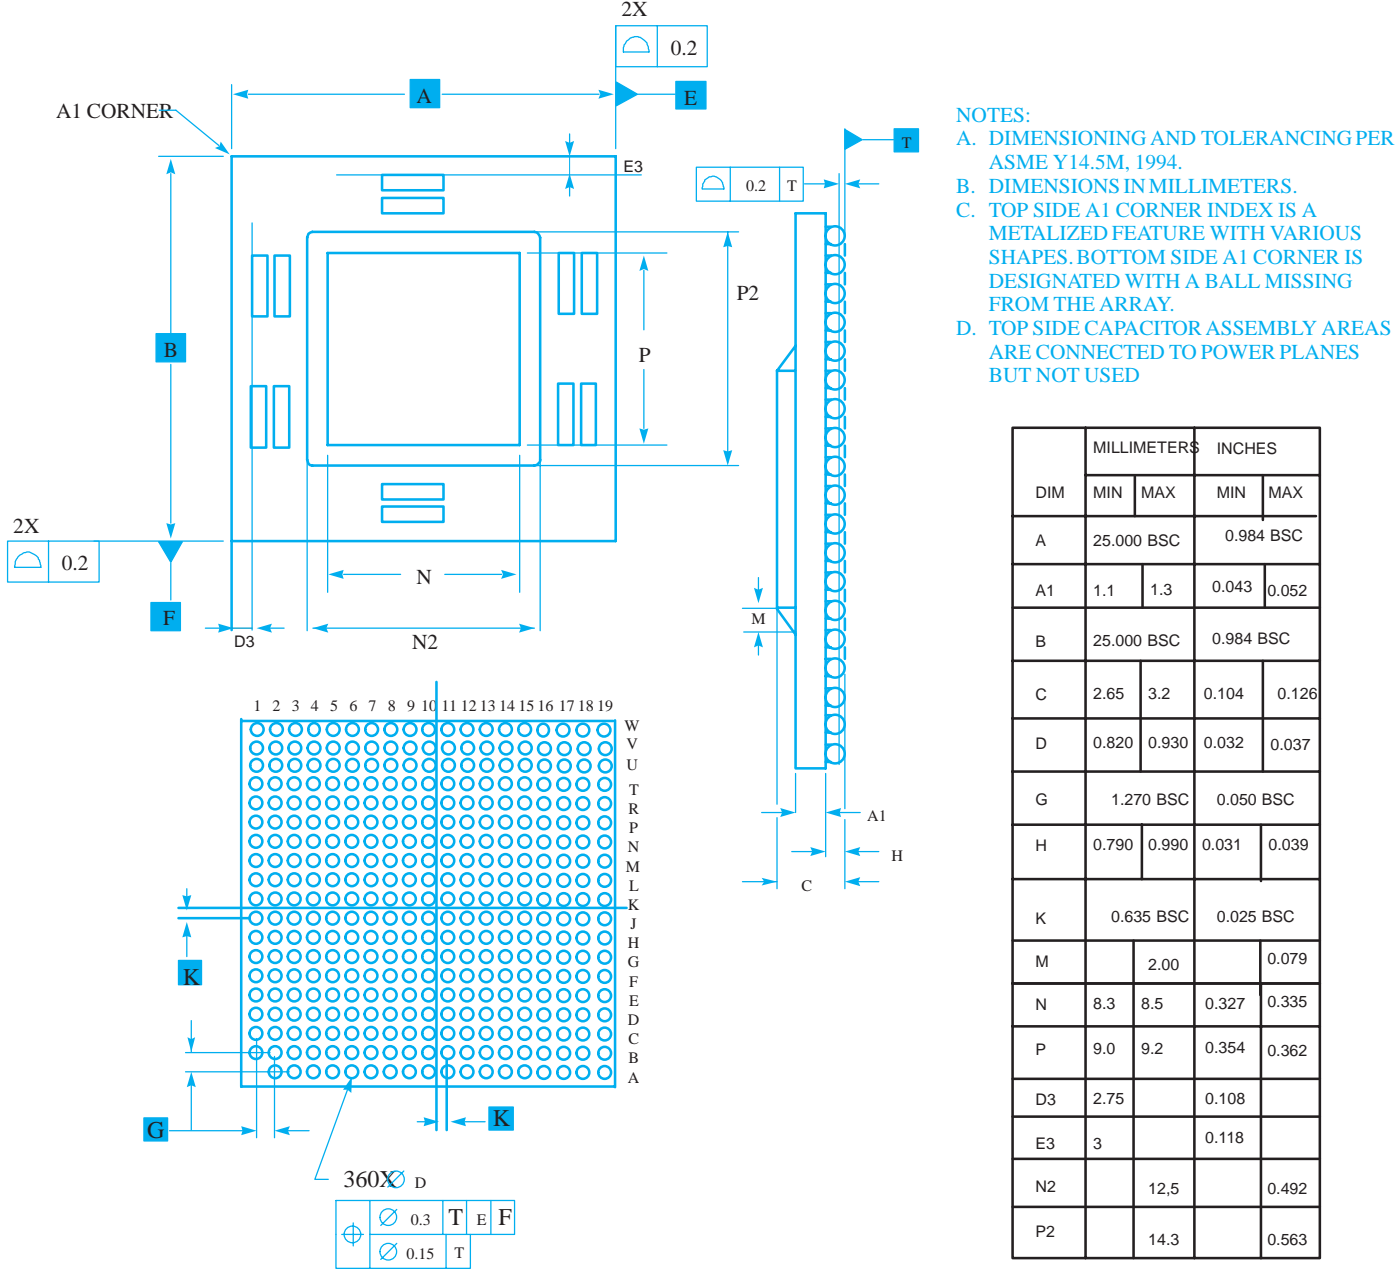 2X
0.2
A
E
A1 CORNER
E3
B
P
P2
2X
0.2
F
N
D3
N2
T
0.2 T
M
A1
H
C
NOTES:
A. DIMENSIONING AND TOLERANCING PER
ASME Y14.5M, 1994.
B. DIMENSIONS IN MILLIMETERS.
C. TOP SIDE A1 CORNER INDEX IS A
METALIZED FEATURE WITH VARIOUS
SHAPES. BOTTOM SIDE A1 CORNER IS
DESIGNATED WITH A BALL MISSING
FROM THE ARRAY.
D. TOP SIDE CAPACITOR ASSEMBLY AREAS
ARE CONNECTED TO POWER PLANES
BUT NOT USED
1 2 3 4 5 6 7 8 9 10 11 12 13 14 15 16 17 18 19
W
V
U
T
R
P
N
M
L
K
J
H
G
F
E
D
C
B
A
K
G
K
360X ∅ D
⌖ ∅ 0.3 T E F
∅ 0.15 T
MILLIMETERS INCHES
DIM MIN MAX MIN MAX
A 25.000 BSC 0.984 BSC
A1 1.1 1.3 0.043 0.052
B 25.000 BSC 0.984 BSC
C 2.65 3.2 0.104 0.126
D 0.820 0.930 0.032 0.037
G 1.270 BSC 0.050 BSC
H 0.790 0.990 0.031 0.039
K 0.635 BSC 0.025 BSC
M 2.00 0.079
N 8.3 8.5 0.327 0.335
P 9.0 9.2 0.354 0.362
D3 2.75 0.108
E3 3 0.118
N2 12,5 0.492
P2 14.3 0.563